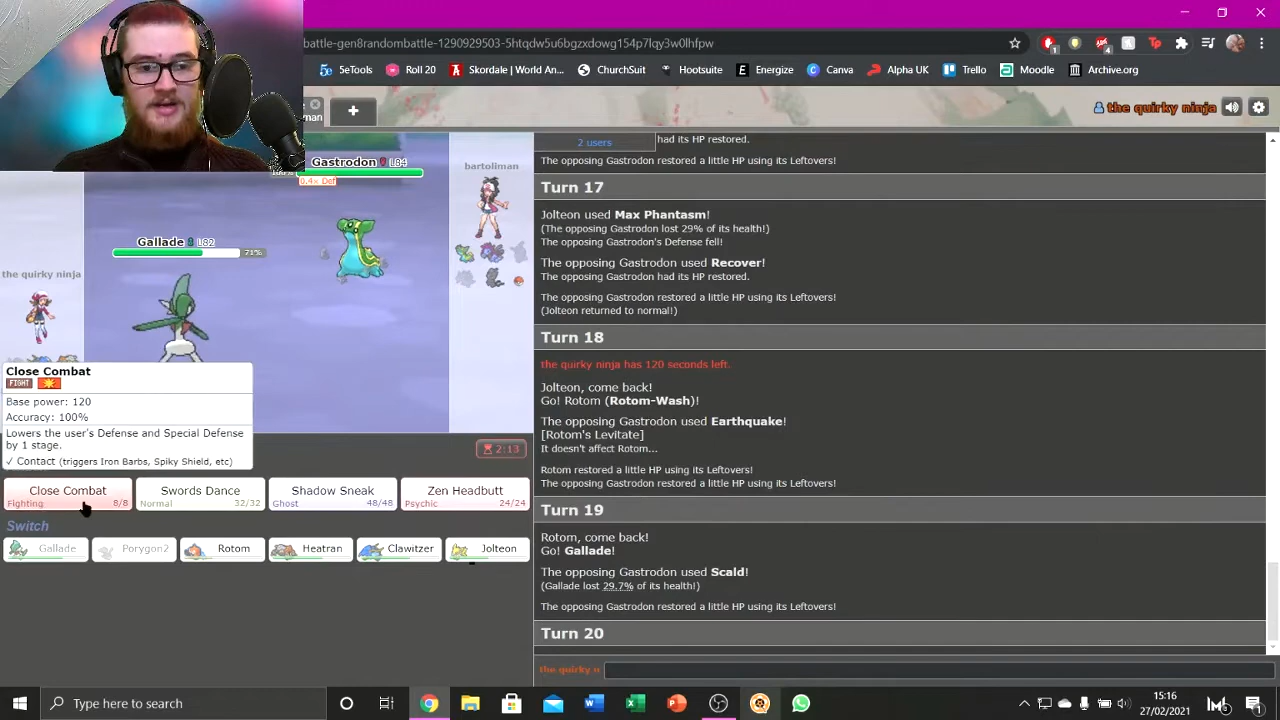 battle-gen8randombattle-1290929503-5htqdw5u6bgzxdowg154p7lqy3w0lhfpw
5eTools
Roll 20
Skordale | World An...
ChurchSuit
Hootsuite
Energize
Canva
Alpha UK
Trello
Moodle
Archive.org
man
the quirky ninja
2 users
had its HP restored.
The opposing Gastrodon restored a little HP using its Leftovers!
Turn 17
Jolteon used Max Phantasm!
(The opposing Gastrodon lost 29% of its health!)
The opposing Gastrodon's Defense fell!
The opposing Gastrodon used Recover!
The opposing Gastrodon had its HP restored.
The opposing Gastrodon restored a little HP using its Leftovers!
(Jolteon returned to normal!)
Turn 18
the quirky ninja has 120 seconds left.
Jolteon, come back!
Go! Rotom (Rotom-Wash)!
The opposing Gastrodon used Earthquake!
[Rotom's Levitate]
It doesn't affect Rotom...
Rotom restored a little HP using its Leftovers!
The opposing Gastrodon restored a little HP using its Leftovers!
Turn 19
Rotom, come back!
Go! Gallade!
The opposing Gastrodon used Scald!
(Gallade lost 29.7% of its health!)
The opposing Gastrodon restored a little HP using its Leftovers!
Turn 20
the quirky n
Gastrodon L84
100%
0.4× Def
bartoliman
Gallade L82
71%
the quirky ninja
Close Combat
FIGHT
Base power: 120
Accuracy: 100%
Lowers the user's Defense and Special Defense
by 1 stage.
✓ Contact (triggers Iron Barbs, Spiky Shield, etc)
2:13
Close Combat
Fighting 8/8
Swords Dance
Normal 32/32
Shadow Sneak
Ghost 48/48
Zen Headbutt
Psychic 24/24
Switch
Gallade
Porygon2
Rotom
Heatran
Clawitzer
Jolteon
Type here to search
15:16
27/02/2021